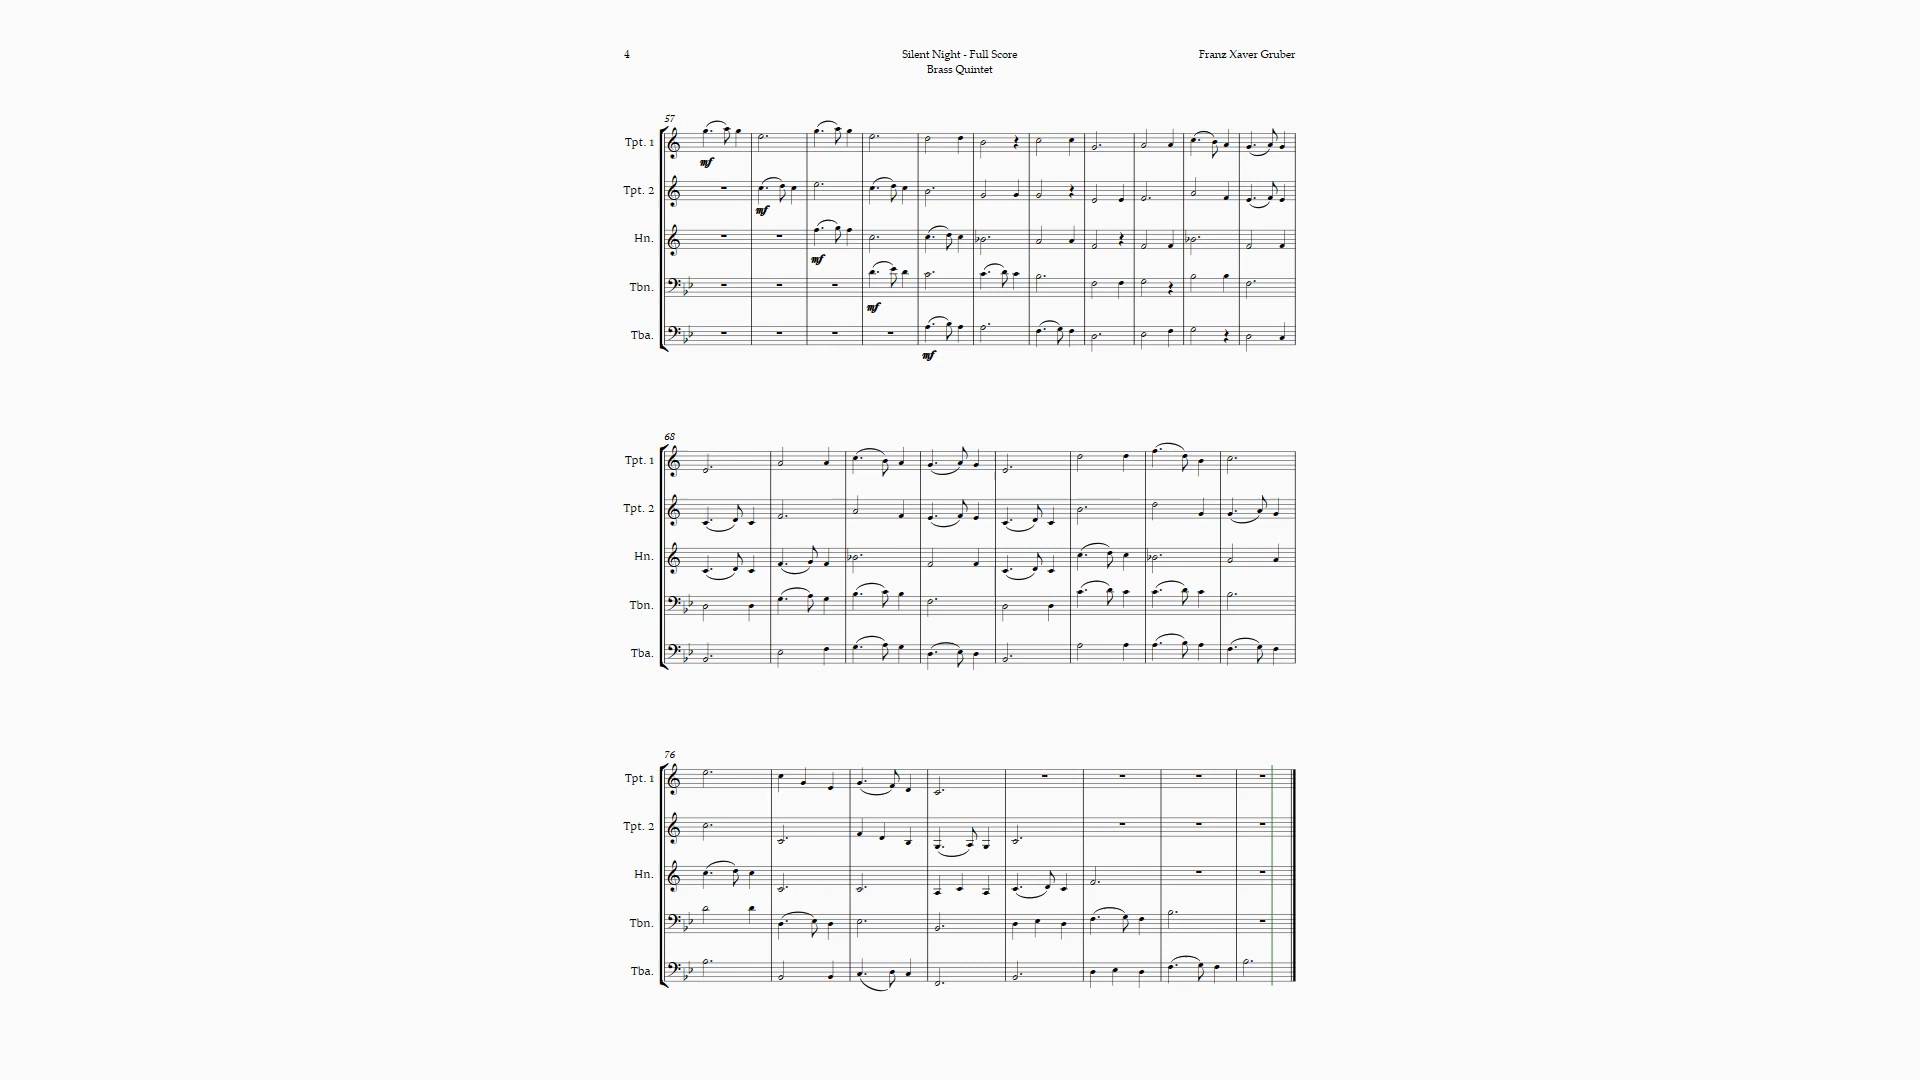 4
Silent Night - Full Score
Franz Xaver Gruber
Brass Quintet
57
Tpt. 1
mf
Tpt. 2
mf
Hn.
mf
Tbn.
mf
Tba.
mf
68
Tpt. 1
Tpt. 2
Hn.
Tbn.
Tba.
76
Tpt. 1
Tpt. 2
Hn.
Tbn.
Tba.